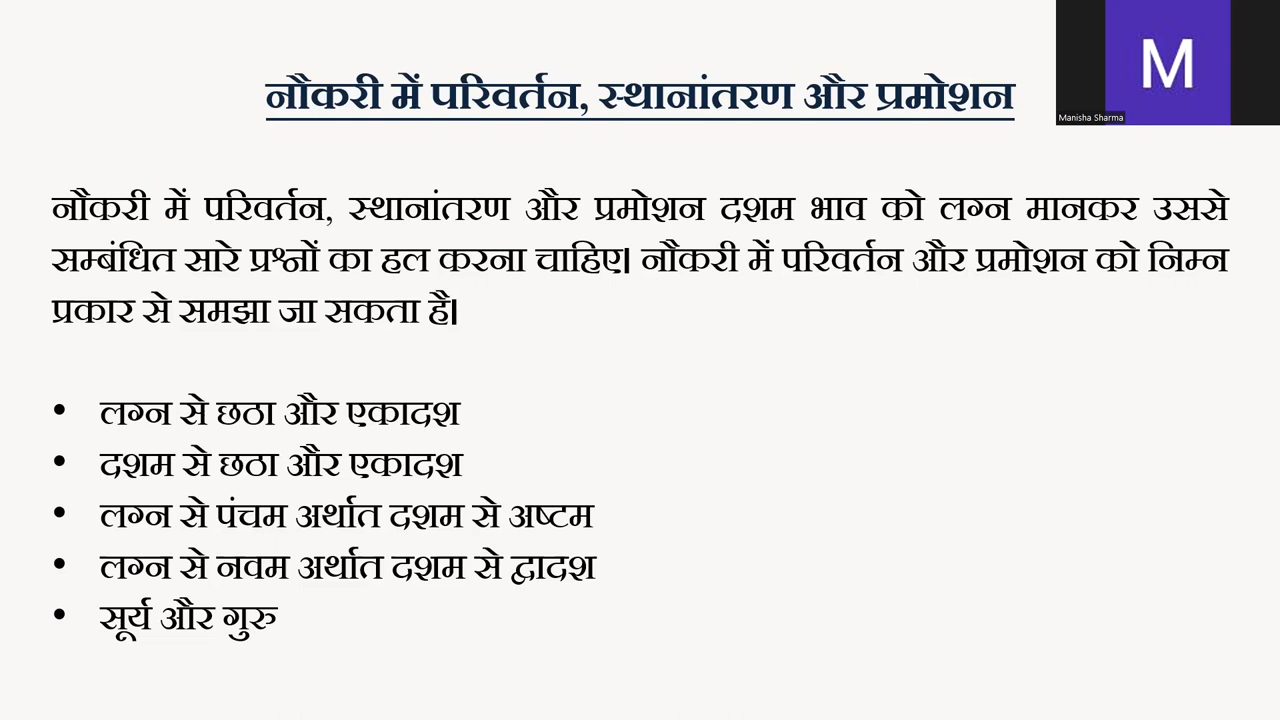 नौकरी में परिवर्तन, स्थानांतरण और प्रमोशन
M
Manisha Sharma
नौकरी में परिवर्तन, स्थानांतरण और प्रमोशन दशम भाव को लग्न मानकर उससे
सम्बंधित सारे प्रश्नों का हल करना चाहिए। नौकरी में परिवर्तन और प्रमोशन को निम्न
प्रकार से समझा जा सकता है।
• लग्न से छठा और एकादश
• दशम से छठा और एकादश
• लग्न से पंचम अर्थात दशम से अष्टम
• लग्न से नवम अर्थात दशम से द्वादश
• सूर्य और गुरु